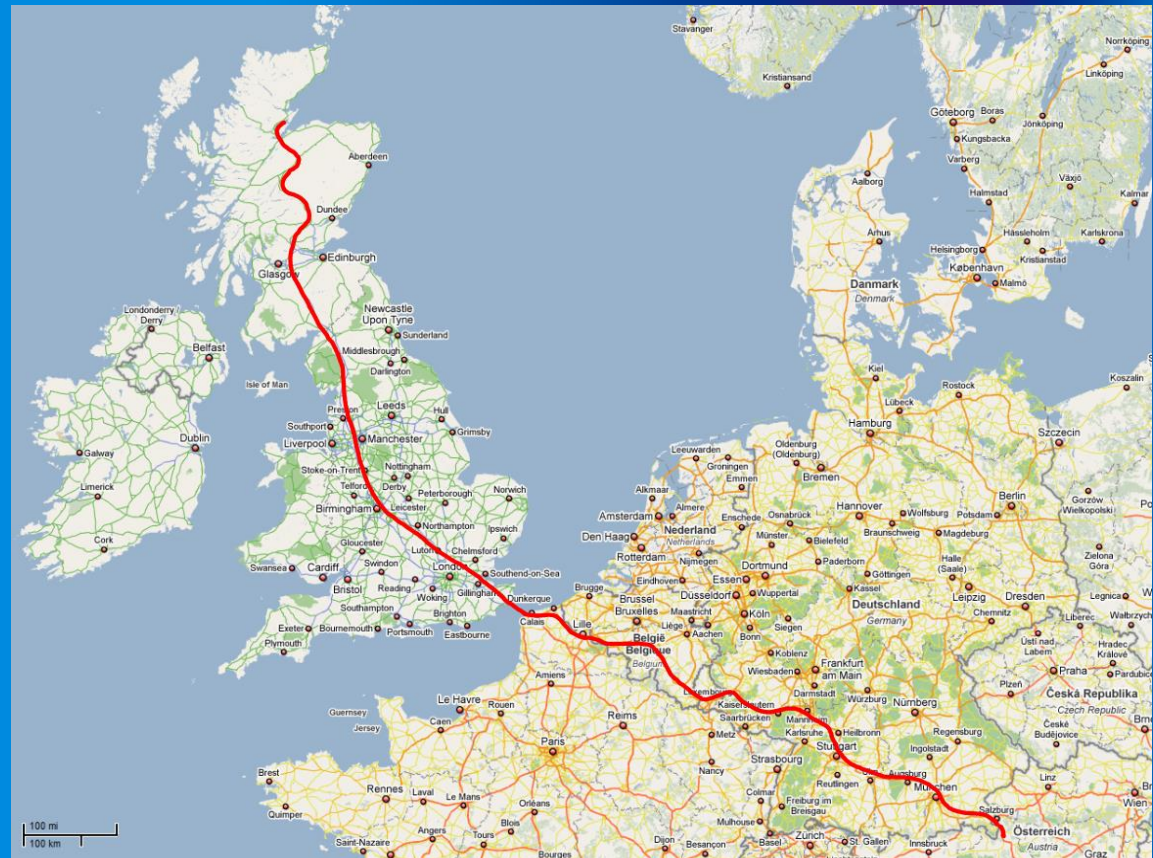 Stavanger
Kristiansand
Norrköping
Linköping
Göteborg
Boras
Jönköping
Kungsbacka
Varberg
Växjö
Halmstad
Kalmar
Aalborg
Arhus
Hässleholm
Karlskrona
Helsingborg
Kristianstad
København
Malmö
Danmark
Denmark
Aberdeen
Dundee
Edinburgh
Glasgow
Londonderry /
Derry
Belfast
Newcastle
Upon Tyne
Sunderland
Middlesbrough
Darlington
Isle of Man
Preston
Leeds
Hull
Southport
Grimsby
Liverpool
Manchester
Dublin
Galway
Stoke-on-Trent
Nottingham
Telford
Derby
Norwich
Limerick
Leicester
Peterborough
Birmingham
Northampton
Ipswich
Cork
Gloucester
Luton
Chelmsford
Swansea
Cardiff
Swindon
London
Southend-on-Sea
Bristol
Reading
Gillingham
Woking
Southampton
Brighton
Exeter
Bournemouth
Portsmouth
Eastbourne
Plymouth
Kiel
Rostock
Koszalin
Lübeck
Hamburg
Szczecin
Leeuwarden
Groningen
Oldenburg
(Oldenburg)
Bremen
Emmen
Alkmaar
Amsterdam
Almere
Nederland
Netherlands
Enschede
Osnabrück
Hannover
Wolfsburg
Braunschweig
Berlin
Potsdam
Magdeburg
Gorzów
Wielkopolski
Den Haag
Rotterdam
Nijmegen
Münster
Bielefeld
Paderborn
Halle
(Saale)
Zielona
Góra
Eindhoven
Essen
Dortmund
Wuppertal
Göttingen
Kassel
Leipzig
Dresden
Legnica
Brugge
Dunkerque
Calais
Brussel
Bruxelles
Maastricht
Düsseldorf
Köln
Deutschland
Germany
Chemnitz
Liberec
Wałbrzych
Lille
België
Belgique
Belgium
Liège
Aachen
Bonn
Siegen
Koblenz
Ústi nad
Labem
Hradec
Králové
Amiens
Wiesbaden
Frankfurt
am Main
Darmstadt
Würzburg
Plzeň
Praha
Pardubice
Česká Republika
Czech Republic
Le Havre
Rouen
Luxembourg
Kaiserslautern
Mannheim
Nürnberg
České
Budějovice
Guernsey
Jersey
Caen
Reims
Saarbrücken
Metz
Karlsruhe
Heilbronn
Regensburg
Paris
Nancy
Strasbourg
Stuttgart
Ingolstadt
Brest
Quimper
Rennes
Laval
Le Mans
Orléans
Colmar
Reutlingen
Augsburg
München
Linz
Wien
Freiburg im
Breisgau
Salzburg
Österreich
Austria
Saint-Nazaire
Angers
Tours
Blois
Bourges
Dijon
Besançon
Mulhouse
Basel
Zürich
St. Gallen
Innsbruck
Graz
100 mi
100 km